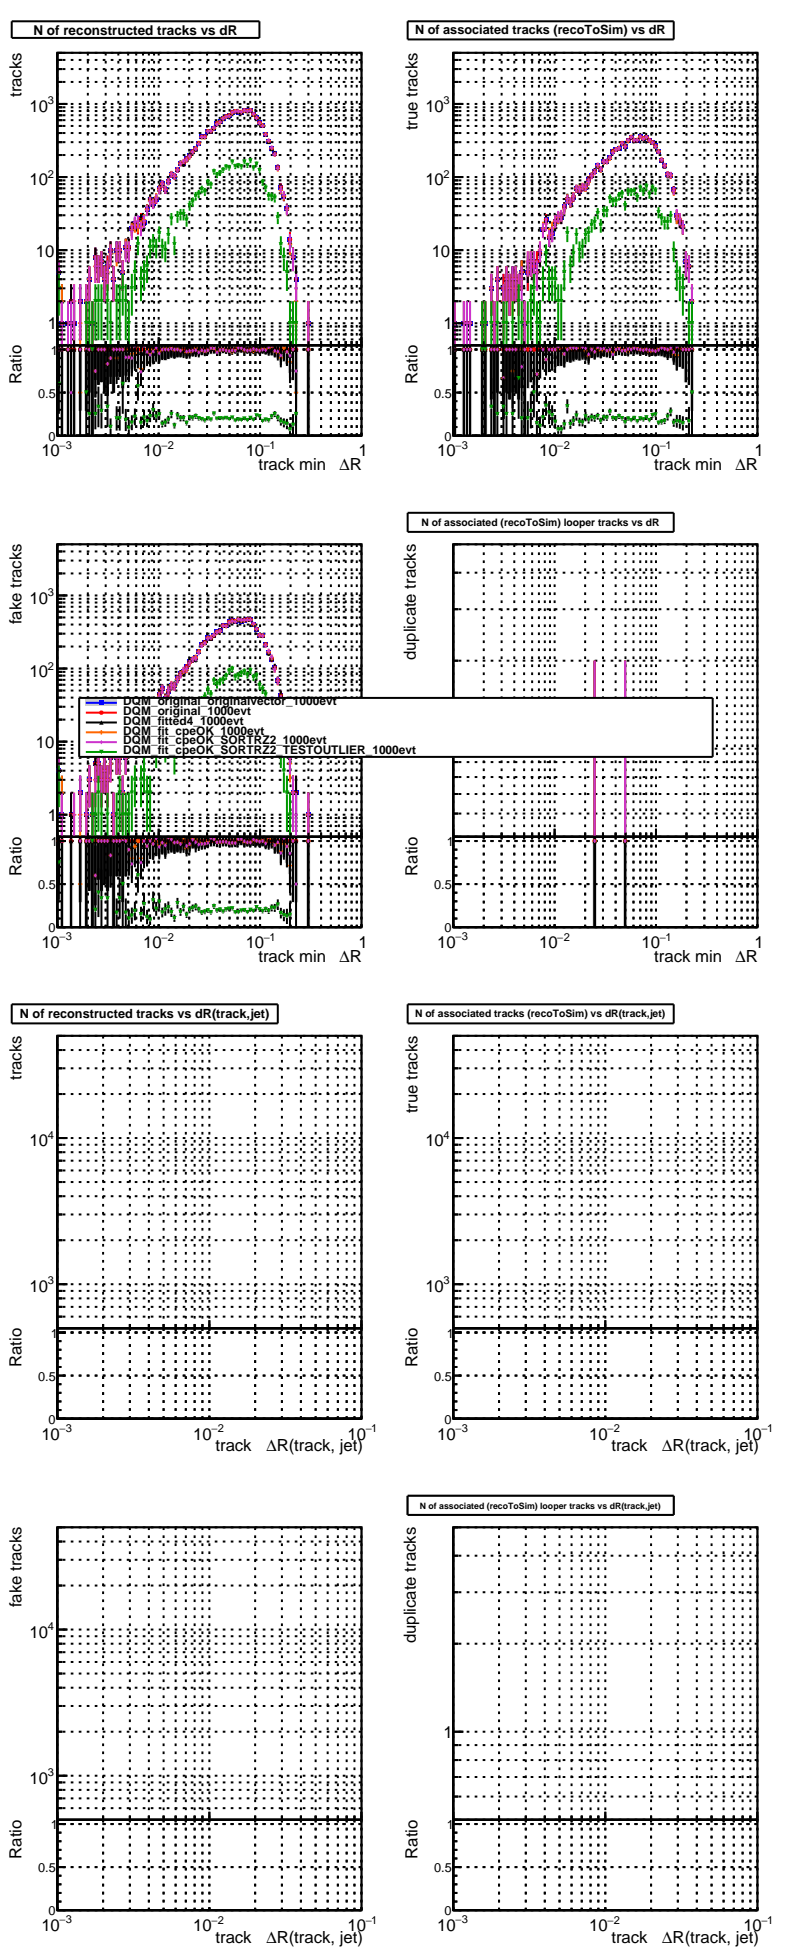 N of reconstructed tracks vs dR
N of associated tracks (recoToSim) vs dR
tracks
10³
10²
10
1
Ratio
1
0.5
0
10⁻³ 10⁻² 10⁻¹ 1
track min ΔR
true tracks
10³
10²
10
1
Ratio
1
0.5
0
10⁻³ 10⁻² 10⁻¹ 1
track min ΔR
N of associated (recoToSim) looper tracks vs dR
fake tracks
10³
10²
10
1
Ratio
1
0.5
0
10⁻³ 10⁻² 10⁻¹ 1
track min ΔR
duplicate tracks
Ratio
1
0.5
0
10⁻³ 10⁻² 10⁻¹ 1
track min ΔR
DQM_original_originalvector_1000evt
DQM_original_1000evt
DQM_fitted4_1000evt
DQM_fit_cpeOK_1000evt
DQM_fit_cpeOK_SORTRZ2_1000evt
DQM_fit_cpeOK_SORTRZ2_TESTOUTLIER_1000evt
N of reconstructed tracks vs dR(track,jet)
N of associated tracks (recoToSim) vs dR(track,jet)
tracks
10⁴
10³
Ratio
1
0.5
0
10⁻³ 10⁻² 10⁻¹
track ΔR(track, jet)
true tracks
10⁴
10³
Ratio
1
0.5
0
10⁻³ 10⁻² 10⁻¹
track ΔR(track, jet)
N of associated (recoToSim) looper tracks vs dR(track,jet)
fake tracks
10⁴
10³
Ratio
1
0.5
0
10⁻³ 10⁻² 10⁻¹
track ΔR(track, jet)
duplicate tracks
1
Ratio
1
0.5
0
10⁻³ 10⁻² 10⁻¹
track ΔR(track, jet)